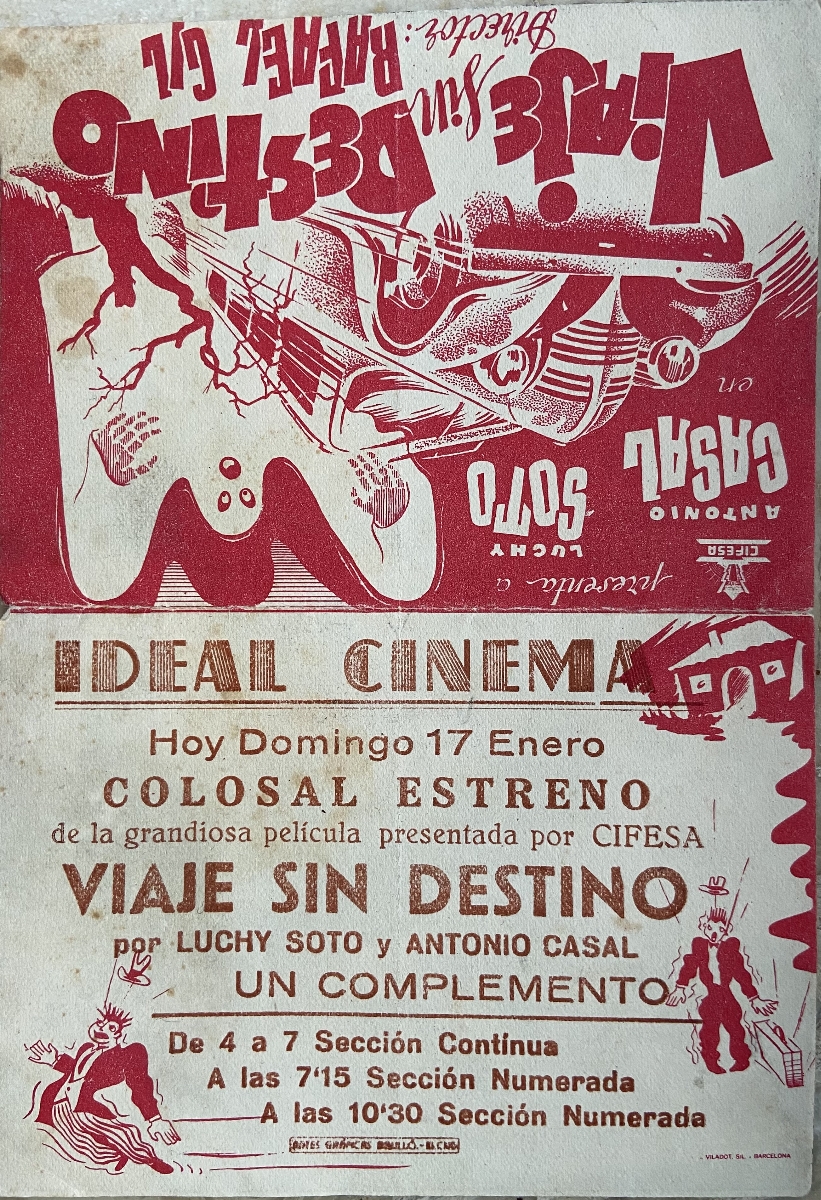 CIFESA
presenta a
ANTONIO
CASAL
LUCHY
SOTO
en
Viaje sin
Destino
Director:
RAFAEL GIL
IDEAL CINEMA
Hoy Domingo 17 Enero
COLOSAL ESTRENO
de la grandiosa película presentada por CIFESA
VIAJE SIN DESTINO
por LUCHY SOTO y ANTONIO CASAL
UN COMPLEMENTO
De 4 a 7 Sección Contínua
A las 7'15 Sección Numerada
A las 10'30 Sección Numerada
ARTES GRÁFICAS
- VILADOT, S/L. - BARCELONA